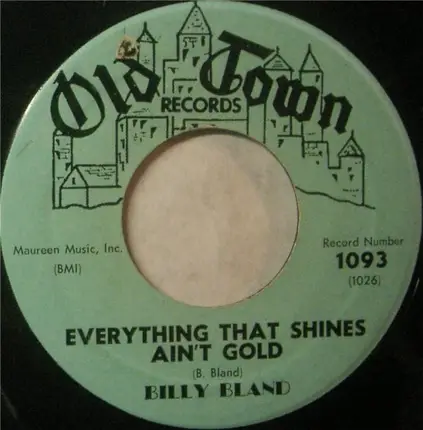 Old Town
RECORDS
Maureen Music, Inc.
(BMI)
Record Number
1093
(1026)
EVERYTHING THAT SHINES
AIN'T GOLD
(B. Bland)
BILLY BLAND